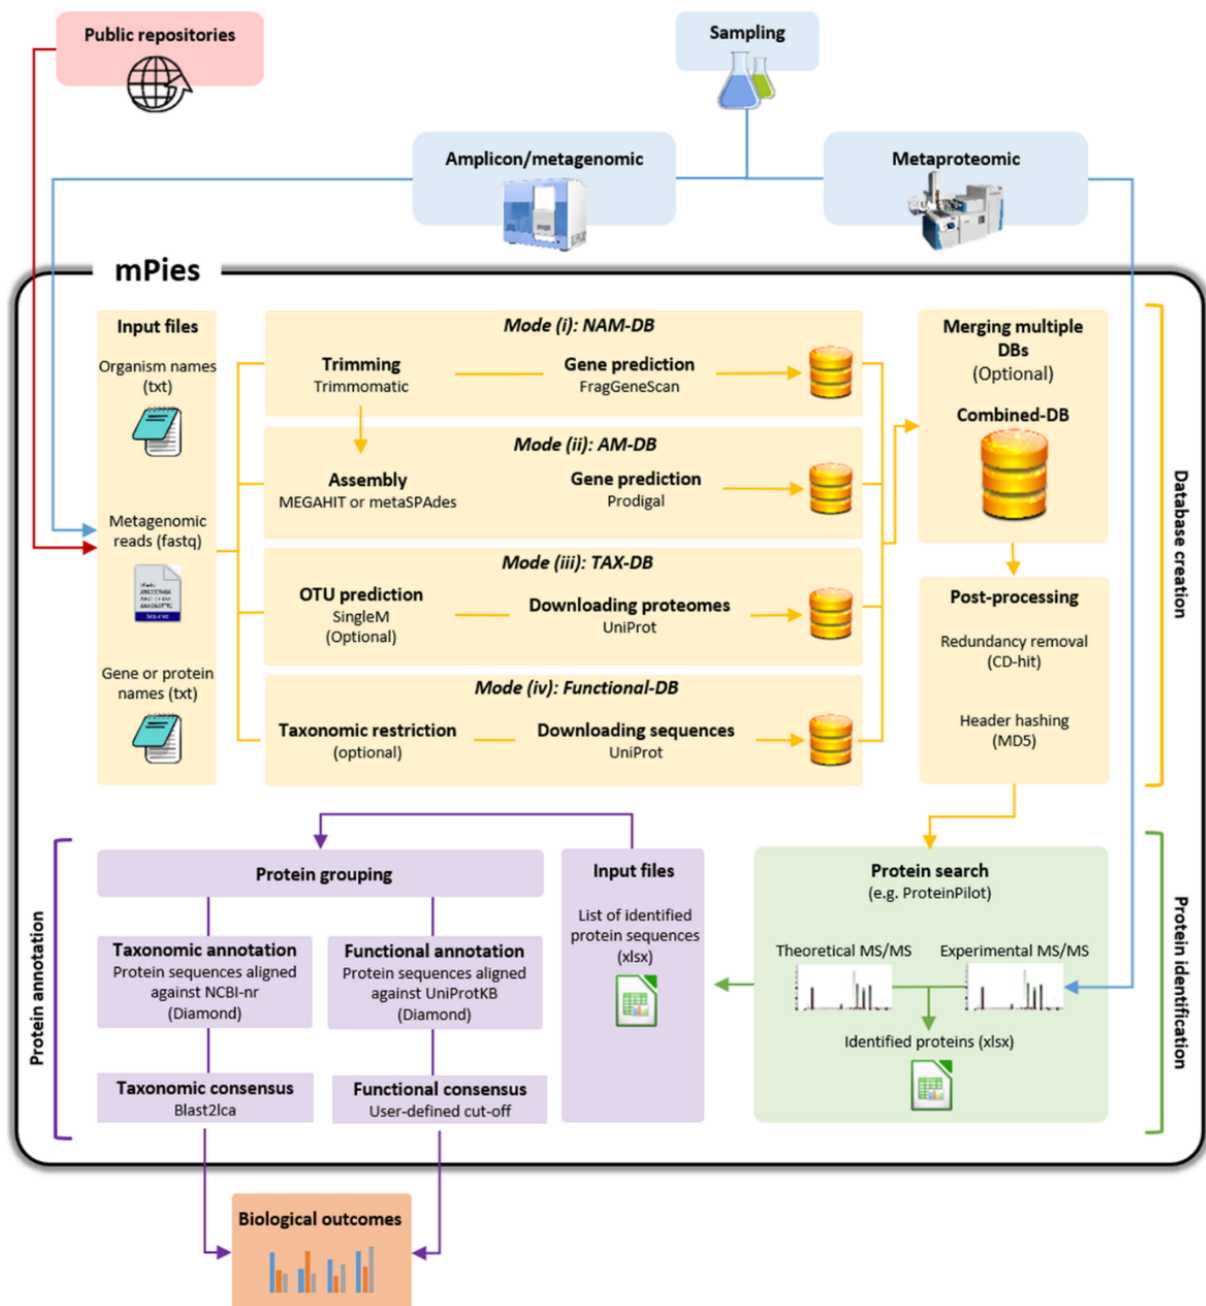 Public repositories
Sampling
Amplicon/metagenomic
Metaproteomic
mPies
Input files
Organism names
(txt)
Metagenomic
reads (fastq)
Gene or protein
names (txt)
Mode (i): NAM-DB
Trimming
Trimmomatic
Gene prediction
FragGeneScan
Mode (ii): AM-DB
Assembly
MEGAHIT or metaSPAdes
Gene prediction
Prodigal
Mode (iii): TAX-DB
OTU prediction
SingleM
(Optional)
Downloading proteomes
UniProt
Mode (iv): Functional-DB
Taxonomic restriction
(optional)
Downloading sequences
UniProt
Merging multiple
DBs
(Optional)
Combined-DB
Post-processing
Redundancy removal
(CD-hit)
Header hashing
(MD5)
Database creation
Protein annotation
Protein grouping
Taxonomic annotation
Protein sequences aligned
against NCBI-nr
(Diamond)
Functional annotation
Protein sequences aligned
against UniProtKB
(Diamond)
Taxonomic consensus
Blast2lca
Functional consensus
User-defined cut-off
Input files
List of identified
protein sequences
(xlsx)
Protein search
(e.g. ProteinPilot)
Theoretical MS/MS
Experimental MS/MS
Identified proteins (xlsx)
Protein identification
Biological outcomes